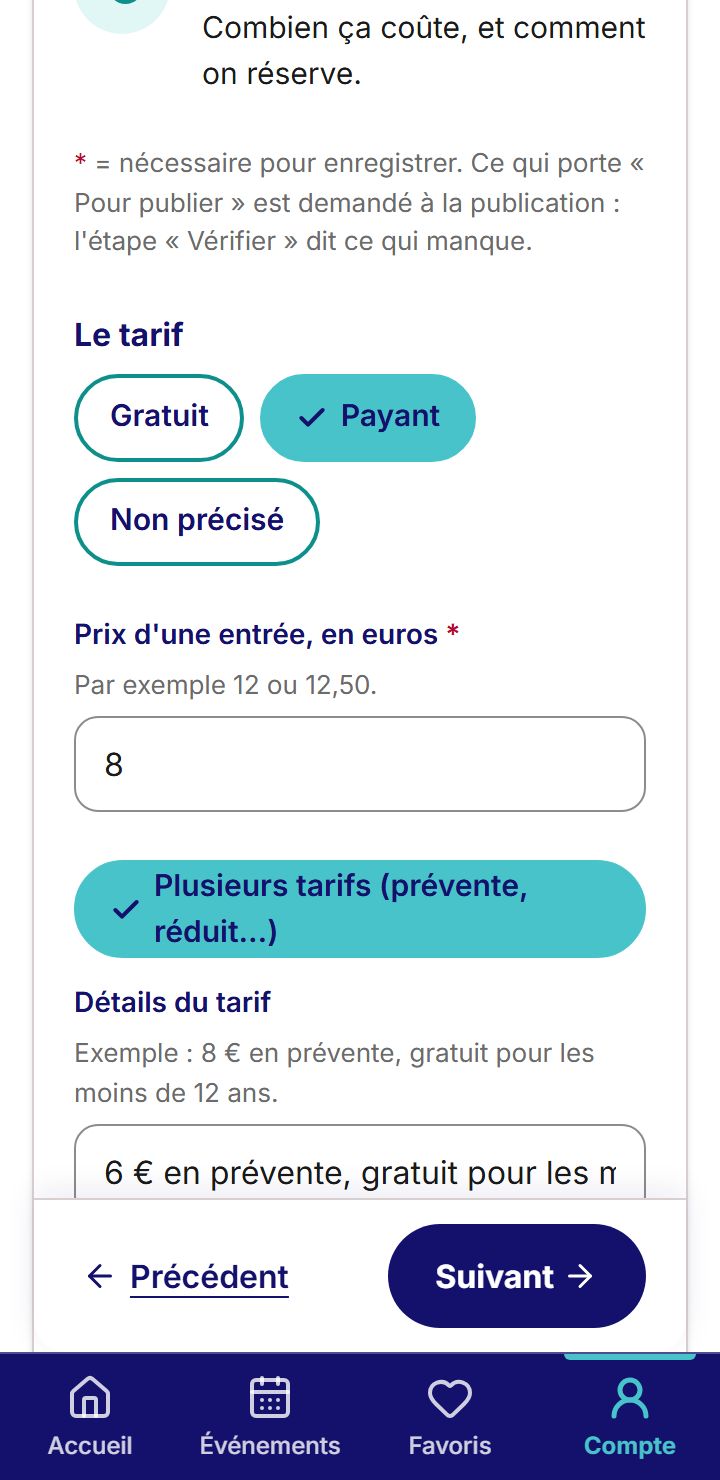 Combien ça coûte, et comment
on réserve.
* = nécessaire pour enregistrer. Ce qui porte «
Pour publier » est demandé à la publication :
l'étape « Vérifier » dit ce qui manque.
Le tarif
Gratuit
Payant
Non précisé
Prix d'une entrée, en euros *
Par exemple 12 ou 12,50.
8
Plusieurs tarifs (prévente,
réduit…)
Détails du tarif
Exemple : 8 € en prévente, gratuit pour les
moins de 12 ans.
6 € en prévente, gratuit pour les m
Précédent
Suivant
Accueil
Événements
Favoris
Compte